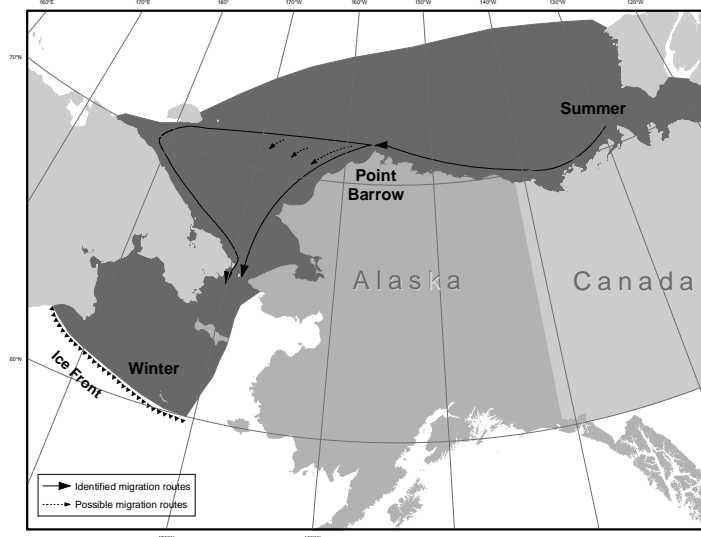 160°E 170°E 180° 170°W 160°W 150°W 140°W 130°W 120°W
70°N
Summer
Point
Barrow
Alaska
Canada
60°N
Winter
Ice Front
Identified migration routes
Possible migration routes